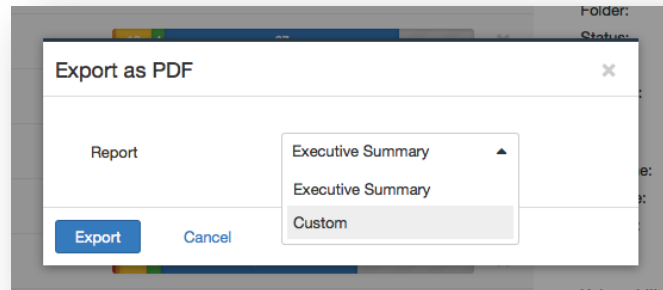 Folder:
Status:
Export as PDF
Report
Executive Summary
Executive Summary
Custom
Export
Cancel